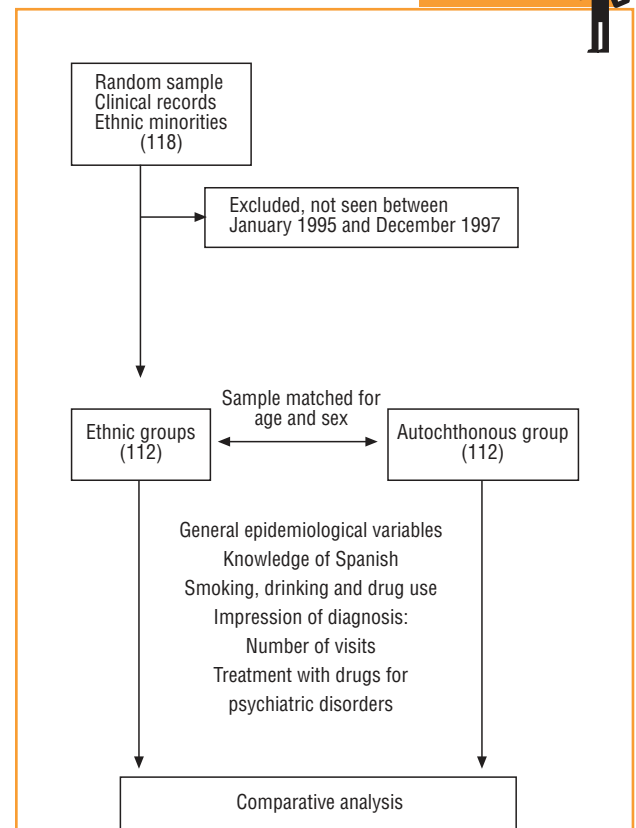 Random sample
Clinical records
Ethnic minorities
(118)
Excluded, not seen between
January 1995 and December 1997
Sample matched for
age and sex
Ethnic groups
(112)
Autochthonous group
(112)
General epidemiological variables
Knowledge of Spanish
Smoking, drinking and drug use
Impression of diagnosis:
Number of visits
Treatment with drugs for
psychiatric disorders
Comparative analysis